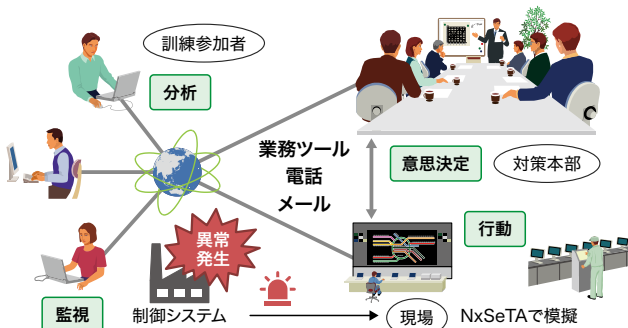 訓練参加者
分析
業務ツール
電話
メール
意思決定
対策本部
異常
発生
行動
監視
制御システム
現場
NxSeTAで模擬